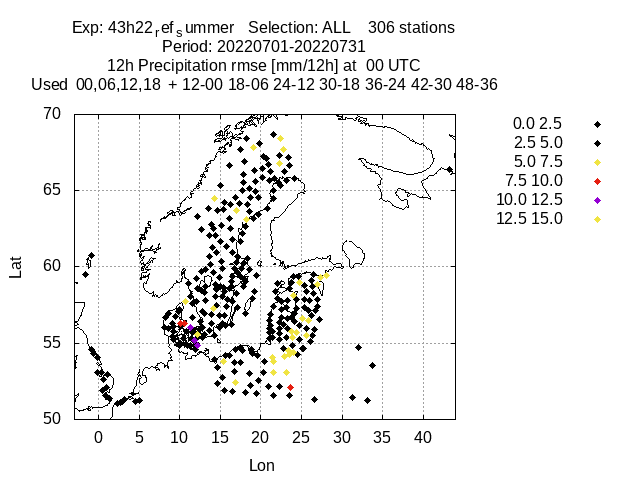 Exp: 43h22refsummer   Selection: ALL    306 stations
Period: 20220701-20220731
12h Precipitation rmse [mm/12h] at  00 UTC
Used  00,06,12,18  + 12-00  18-06  24-12  30-18  36-24  42-30  48-36
70
65
60
55
50
Lat
0 5 10 15 20 25 30 35 40
Lon
0.0 2.5
2.5 5.0
5.0 7.5
7.5 10.0
10.0 12.5
12.5 15.0